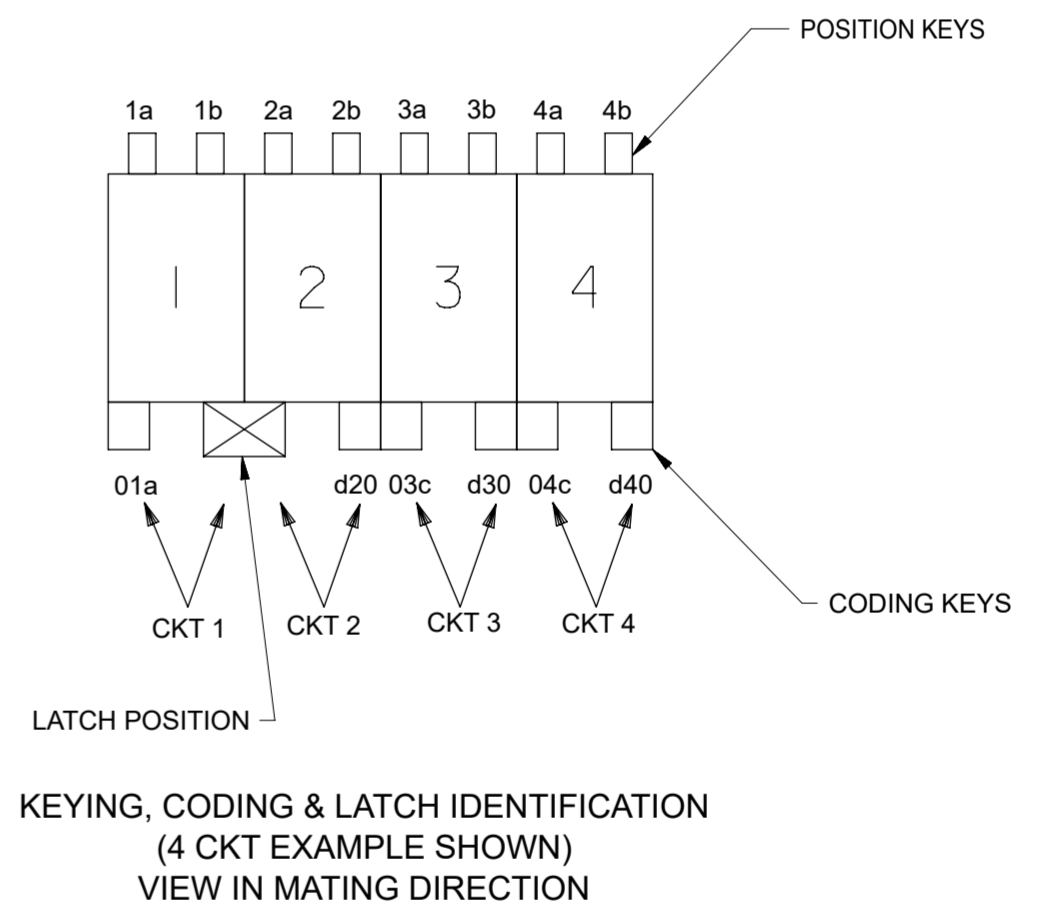 POSITION KEYS
1a 1b 2a 2b 3a 3b 4a 4b
1 2 3 4
01a d20 03c d30 04c d40
CODING KEYS
CKT 1 CKT 2 CKT 3 CKT 4
LATCH POSITION
KEYING, CODING & LATCH IDENTIFICATION
(4 CKT EXAMPLE SHOWN)
VIEW IN MATING DIRECTION